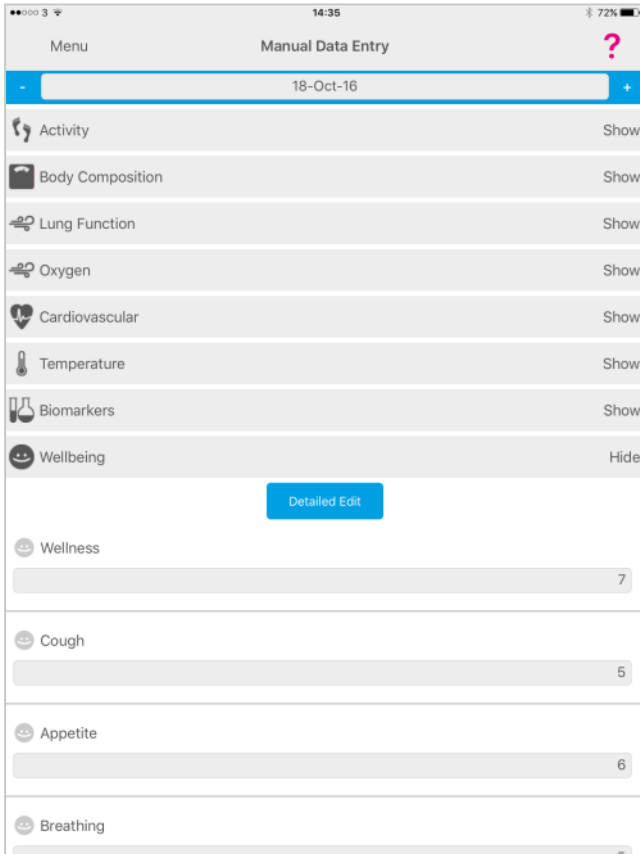 3 14:35 72%
Menu Manual Data Entry ?
- 18-Oct-16 +
Activity Show
Body Composition Show
Lung Function Show
Oxygen Show
Cardiovascular Show
Temperature Show
Biomarkers Show
Wellbeing Hide
Detailed Edit
Wellness
7
Cough
5
Appetite
6
Breathing